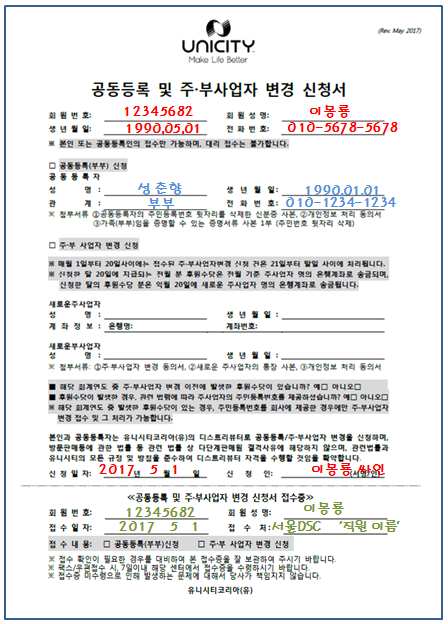 (Rev. May 2017)
UNICITY
Make Life Better
공동등록 및 주·부사업자 변경 신청서
회 원 번 호: 12345682 회 원 성 명: 이몽룡
생 년 월 일: 1990.05.01 전 화 번 호: 010-5678-5678
※ 본인 또는 공동등록인의 접수만 가능하며, 대리 접수는 불가합니다.
□ 공동등록(부부) 신청
공 동 등 록 자
성 명 : 성춘향 생 년 월 일: 1990.01.01
관 계 : 부부 전 화 번 호: 010-1234-1234
※ 첨부서류 ①공동등록자의 주민등록번호 뒷자리를 삭제한 신분증 사본, ②개인정보 처리 동의서
③가족(부부)임을 증명할 수 있는 증명서류 사본 1부 (주민번호 뒷자리 삭제)
□ 주·부 사업자 변경 신청
※ 매월 1일부터 20일사이에는 접수된 주·부사업자변경 신청 건은 21일부터 말일 사이에 처리됩니다.
※ 신청한 달 20일에 지급되는 전월 분 후원수당은 전월 기준 주사업자 명의 은행계좌로 송금되며,
신청한 달의 후원수당 분은 익월 20일에 새로운 주사업자 명의 은행계좌로 송금됩니다.
새로운주사업자
성 명 : 생 년 월 일 :
계 좌 정 보 : 은행명: 계좌번호:
새로운부사업자
성 명 : 생 년 월 일 :
※ 첨부서류: ①주·부사업자 변경 동의서, ②새로운 주사업자의 통장 사본, ③개인정보 처리 동의서
■ 해당 회계연도 중 주·부사업자 변경 이전에 발생한 후원수당이 있습니까? 예□ 아니오□
■ 후원수당이 발생한 경우, 관련 법령에 따라 주사업자의 주민등록번호를 제공하셨습니까? 예□ 아니오□
※ 해당 회계연도 중 발생한 후원수당이 있는 경우, 주민등록번호를 회사에 제공한 경우에만 주·부사업자
변경 접수 및 그 처리가 가능합니다.
본인과 공동등록자는 유니시티코리아(유)의 디스트리뷰터로 공동등록/주·부사업자 변경을 신청하며,
방문판매등에 관한 법률 등 관련 법률 상 다단계판매원 결격사유에 해당하지 않으며, 관련법률과
유니시티의 모든 규정 및 방침을 준수하여 디스트리뷰터 자격을 수행할 것임을 확약합니다.
신 청 일 자: 2017 년 5 월 1 일 신 청 인: 이몽룡 싸인 (서명/인)
≪공동등록 및 주·부사업자 변경 신청서 접수증≫
회 원 번 호: 12345682 회 원 성 명: 이몽룡
접 수 일 자: 2017 5 1 접 수 처: 서울DSC '직원 이름'
접 수 내 용: □ 공동등록(부부)신청 □ 주·부 사업자 변경 신청
※ 접수 확인이 필요한 경우를 대비하여 본 접수증을 잘 보관하여 주시기 바랍니다.
※ 팩스/우편접수 시, 7일이내 해당 센터에서 접수증을 수령하시기 바랍니다.
※ 접수증 미수령으로 인해 발생하는 문제에 대해서 당사가 책임지지 않습니다.
유니시티코리아(유)